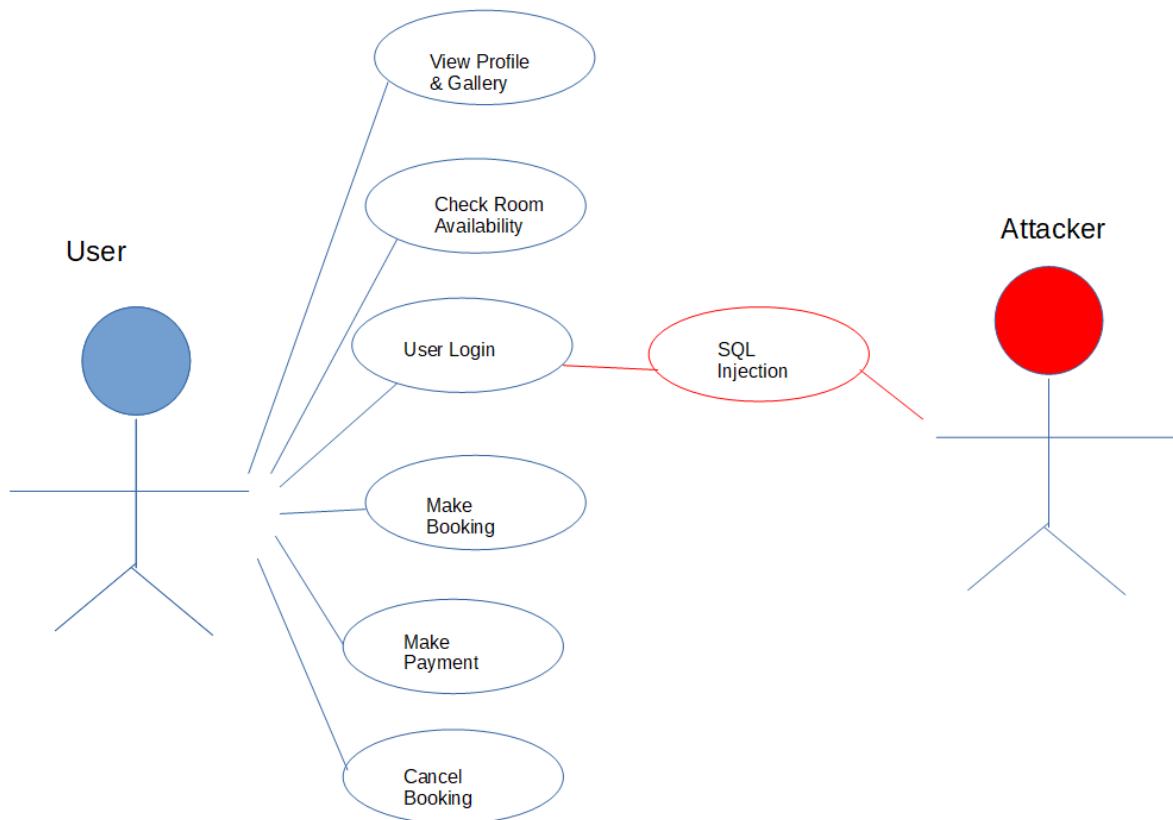 View Profile
& Gallery
Check Room
Availability
User
Attacker
User Login
SQL
Injection
Make
Booking
Make
Payment
Cancel
Booking